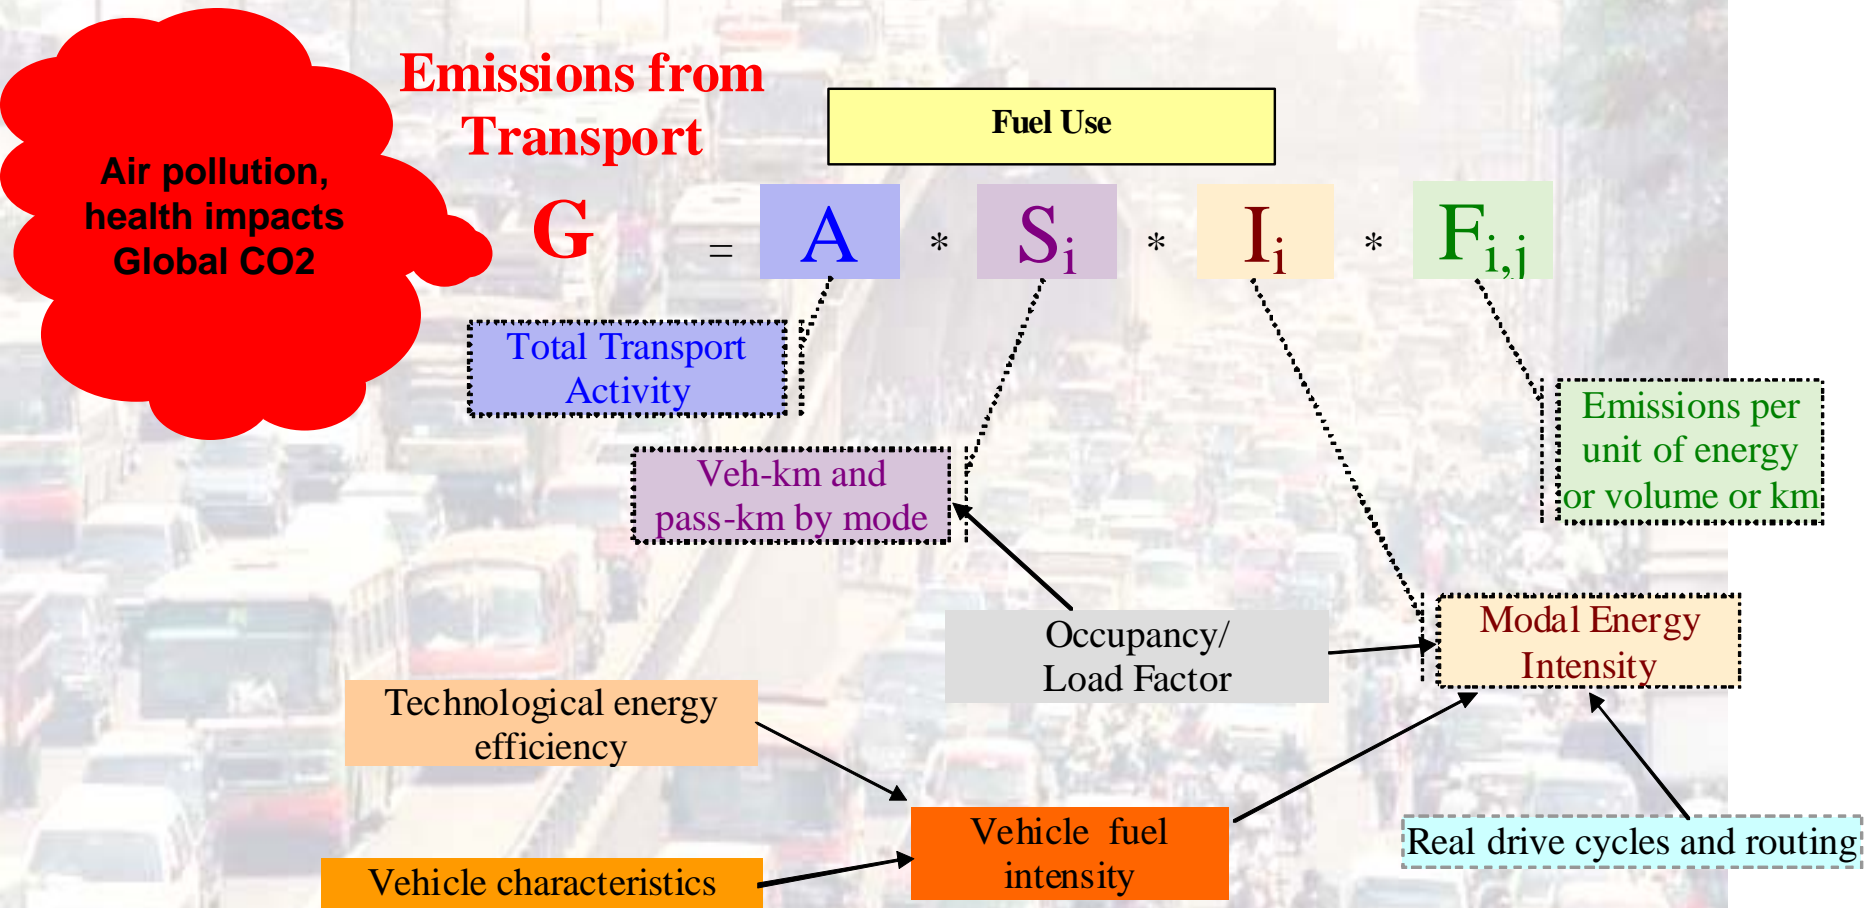 Air pollution,
health impacts
Global CO2
Emissions from
Transport
Fuel Use
G = A * Si * Ii * Fi,j
Total Transport
Activity
Veh-km and
pass-km by mode
Emissions per
unit of energy
or volume or km
Occupancy/
Load Factor
Modal Energy
Intensity
Technological energy
efficiency
Vehicle fuel
intensity
Real drive cycles and routing
Vehicle characteristics